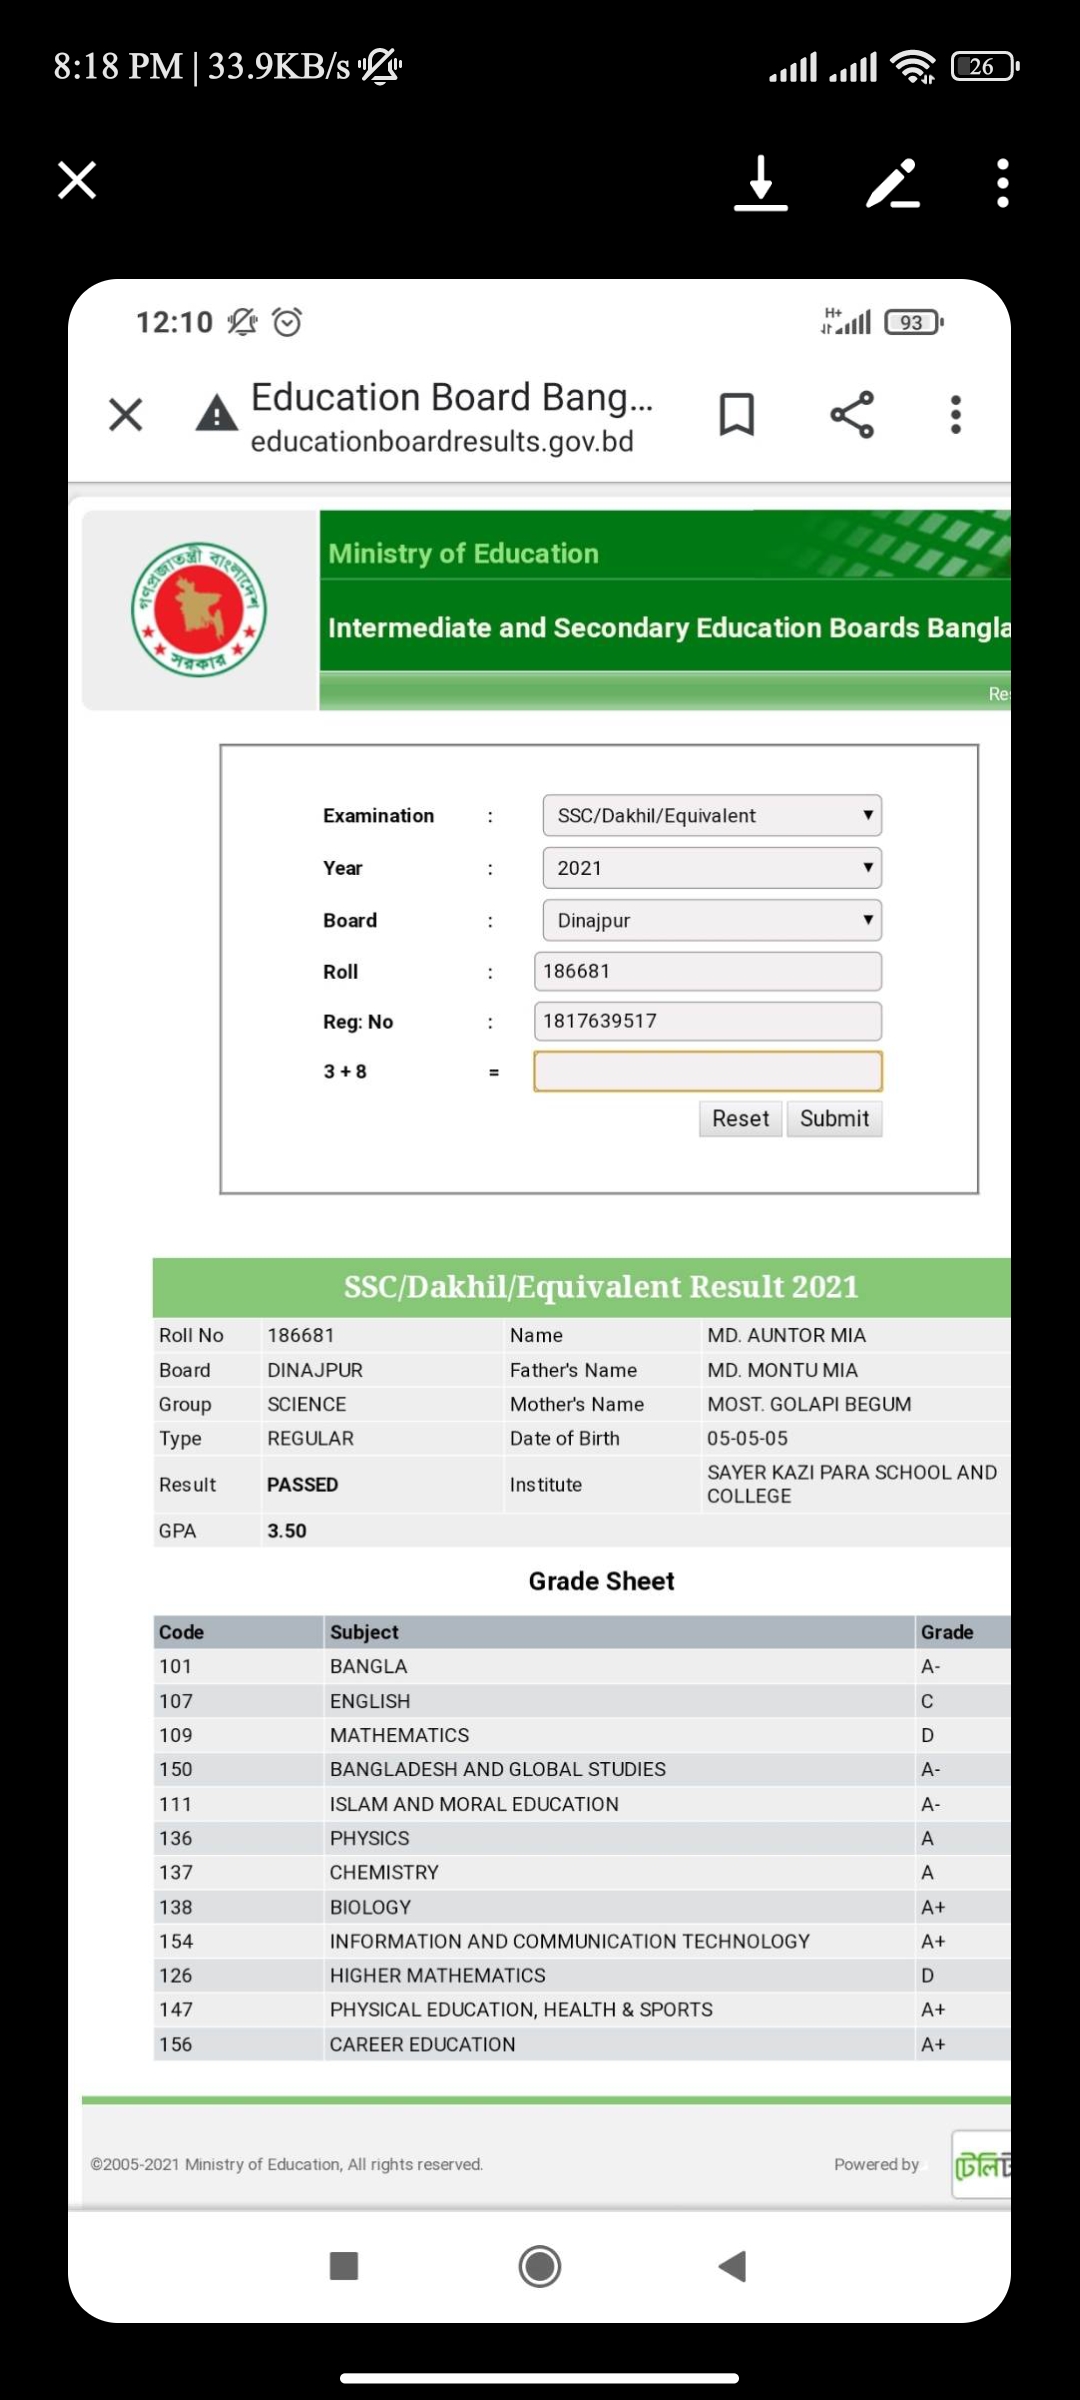 8:18 PM | 33.9KB/s
26
12:10
H+
93
Education Board Bang...
educationboardresults.gov.bd
গণপ্রজাতন্ত্রী বাংলাদেশ
সরকার
Ministry of Education
Intermediate and Secondary Education Boards Bangla
Res
Examination : SSC/Dakhil/Equivalent
Year : 2021
Board : Dinajpur
Roll : 186681
Reg: No : 1817639517
3 + 8 =
Reset Submit
SSC/Dakhil/Equivalent Result 2021
Roll No 186681 Name MD. AUNTOR MIA
Board DINAJPUR Father's Name MD. MONTU MIA
Group SCIENCE Mother's Name MOST. GOLAPI BEGUM
Type REGULAR Date of Birth 05-05-05
Result PASSED Institute SAYER KAZI PARA SCHOOL AND
COLLEGE
GPA 3.50
Grade Sheet
Code Subject Grade
101 BANGLA A-
107 ENGLISH C
109 MATHEMATICS D
150 BANGLADESH AND GLOBAL STUDIES A-
111 ISLAM AND MORAL EDUCATION A-
136 PHYSICS A
137 CHEMISTRY A
138 BIOLOGY A+
154 INFORMATION AND COMMUNICATION TECHNOLOGY A+
126 HIGHER MATHEMATICS D
147 PHYSICAL EDUCATION, HEALTH & SPORTS A+
156 CAREER EDUCATION A+
©2005-2021 Ministry of Education, All rights reserved.
Powered by
টেলিট